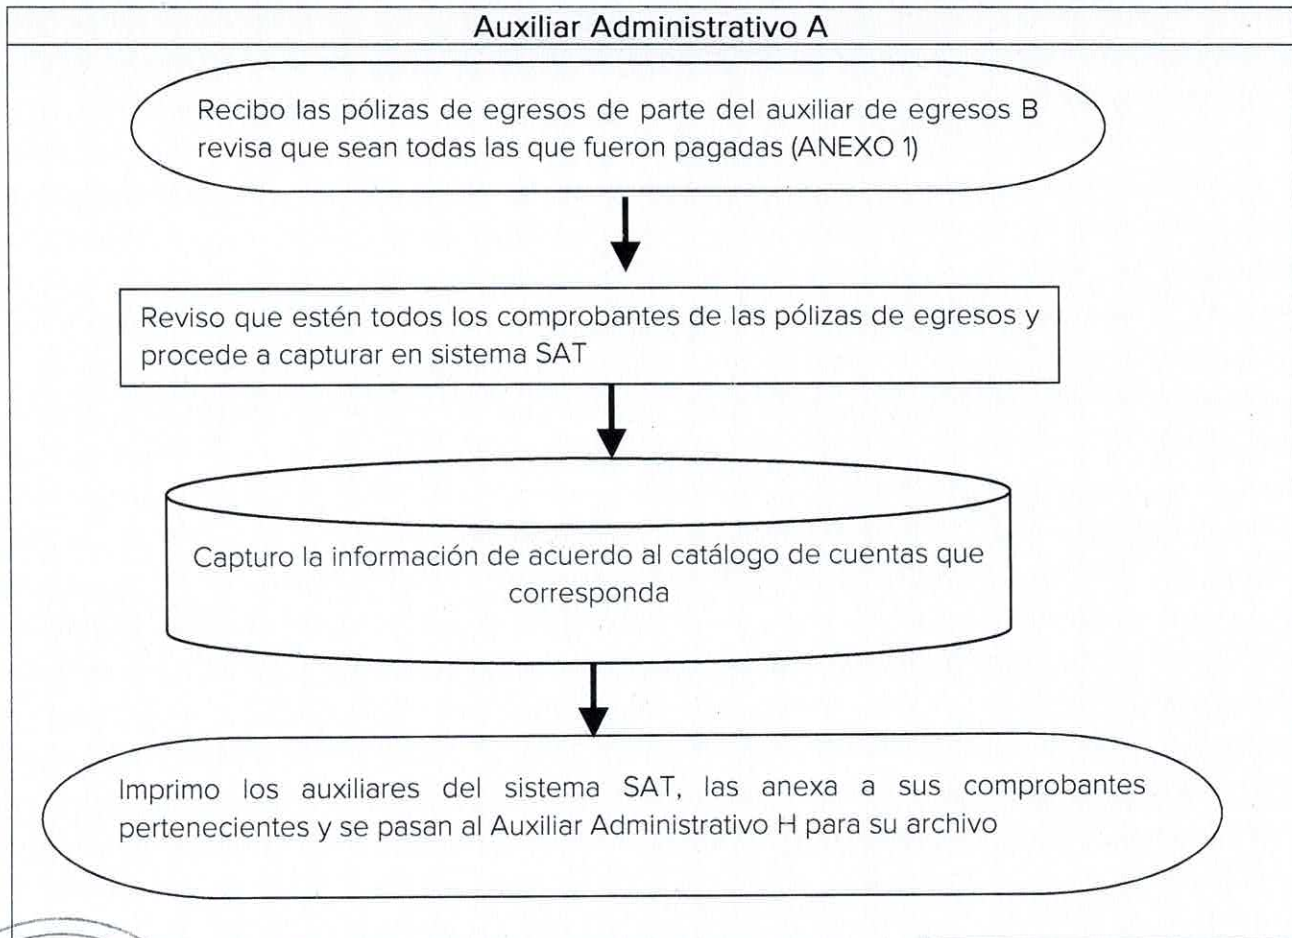 Auxiliar Administrativo A
Recibo las pólizas de egresos de parte del auxiliar de egresos B
revisa que sean todas las que fueron pagadas (ANEXO 1)
Reviso que estén todos los comprobantes de las pólizas de egresos y
procede a capturar en sistema SAT
Capturo la información de acuerdo al catálogo de cuentas que
corresponda
Imprimo los auxiliares del sistema SAT, las anexa a sus comprobantes
pertenecientes y se pasan al Auxiliar Administrativo H para su archivo